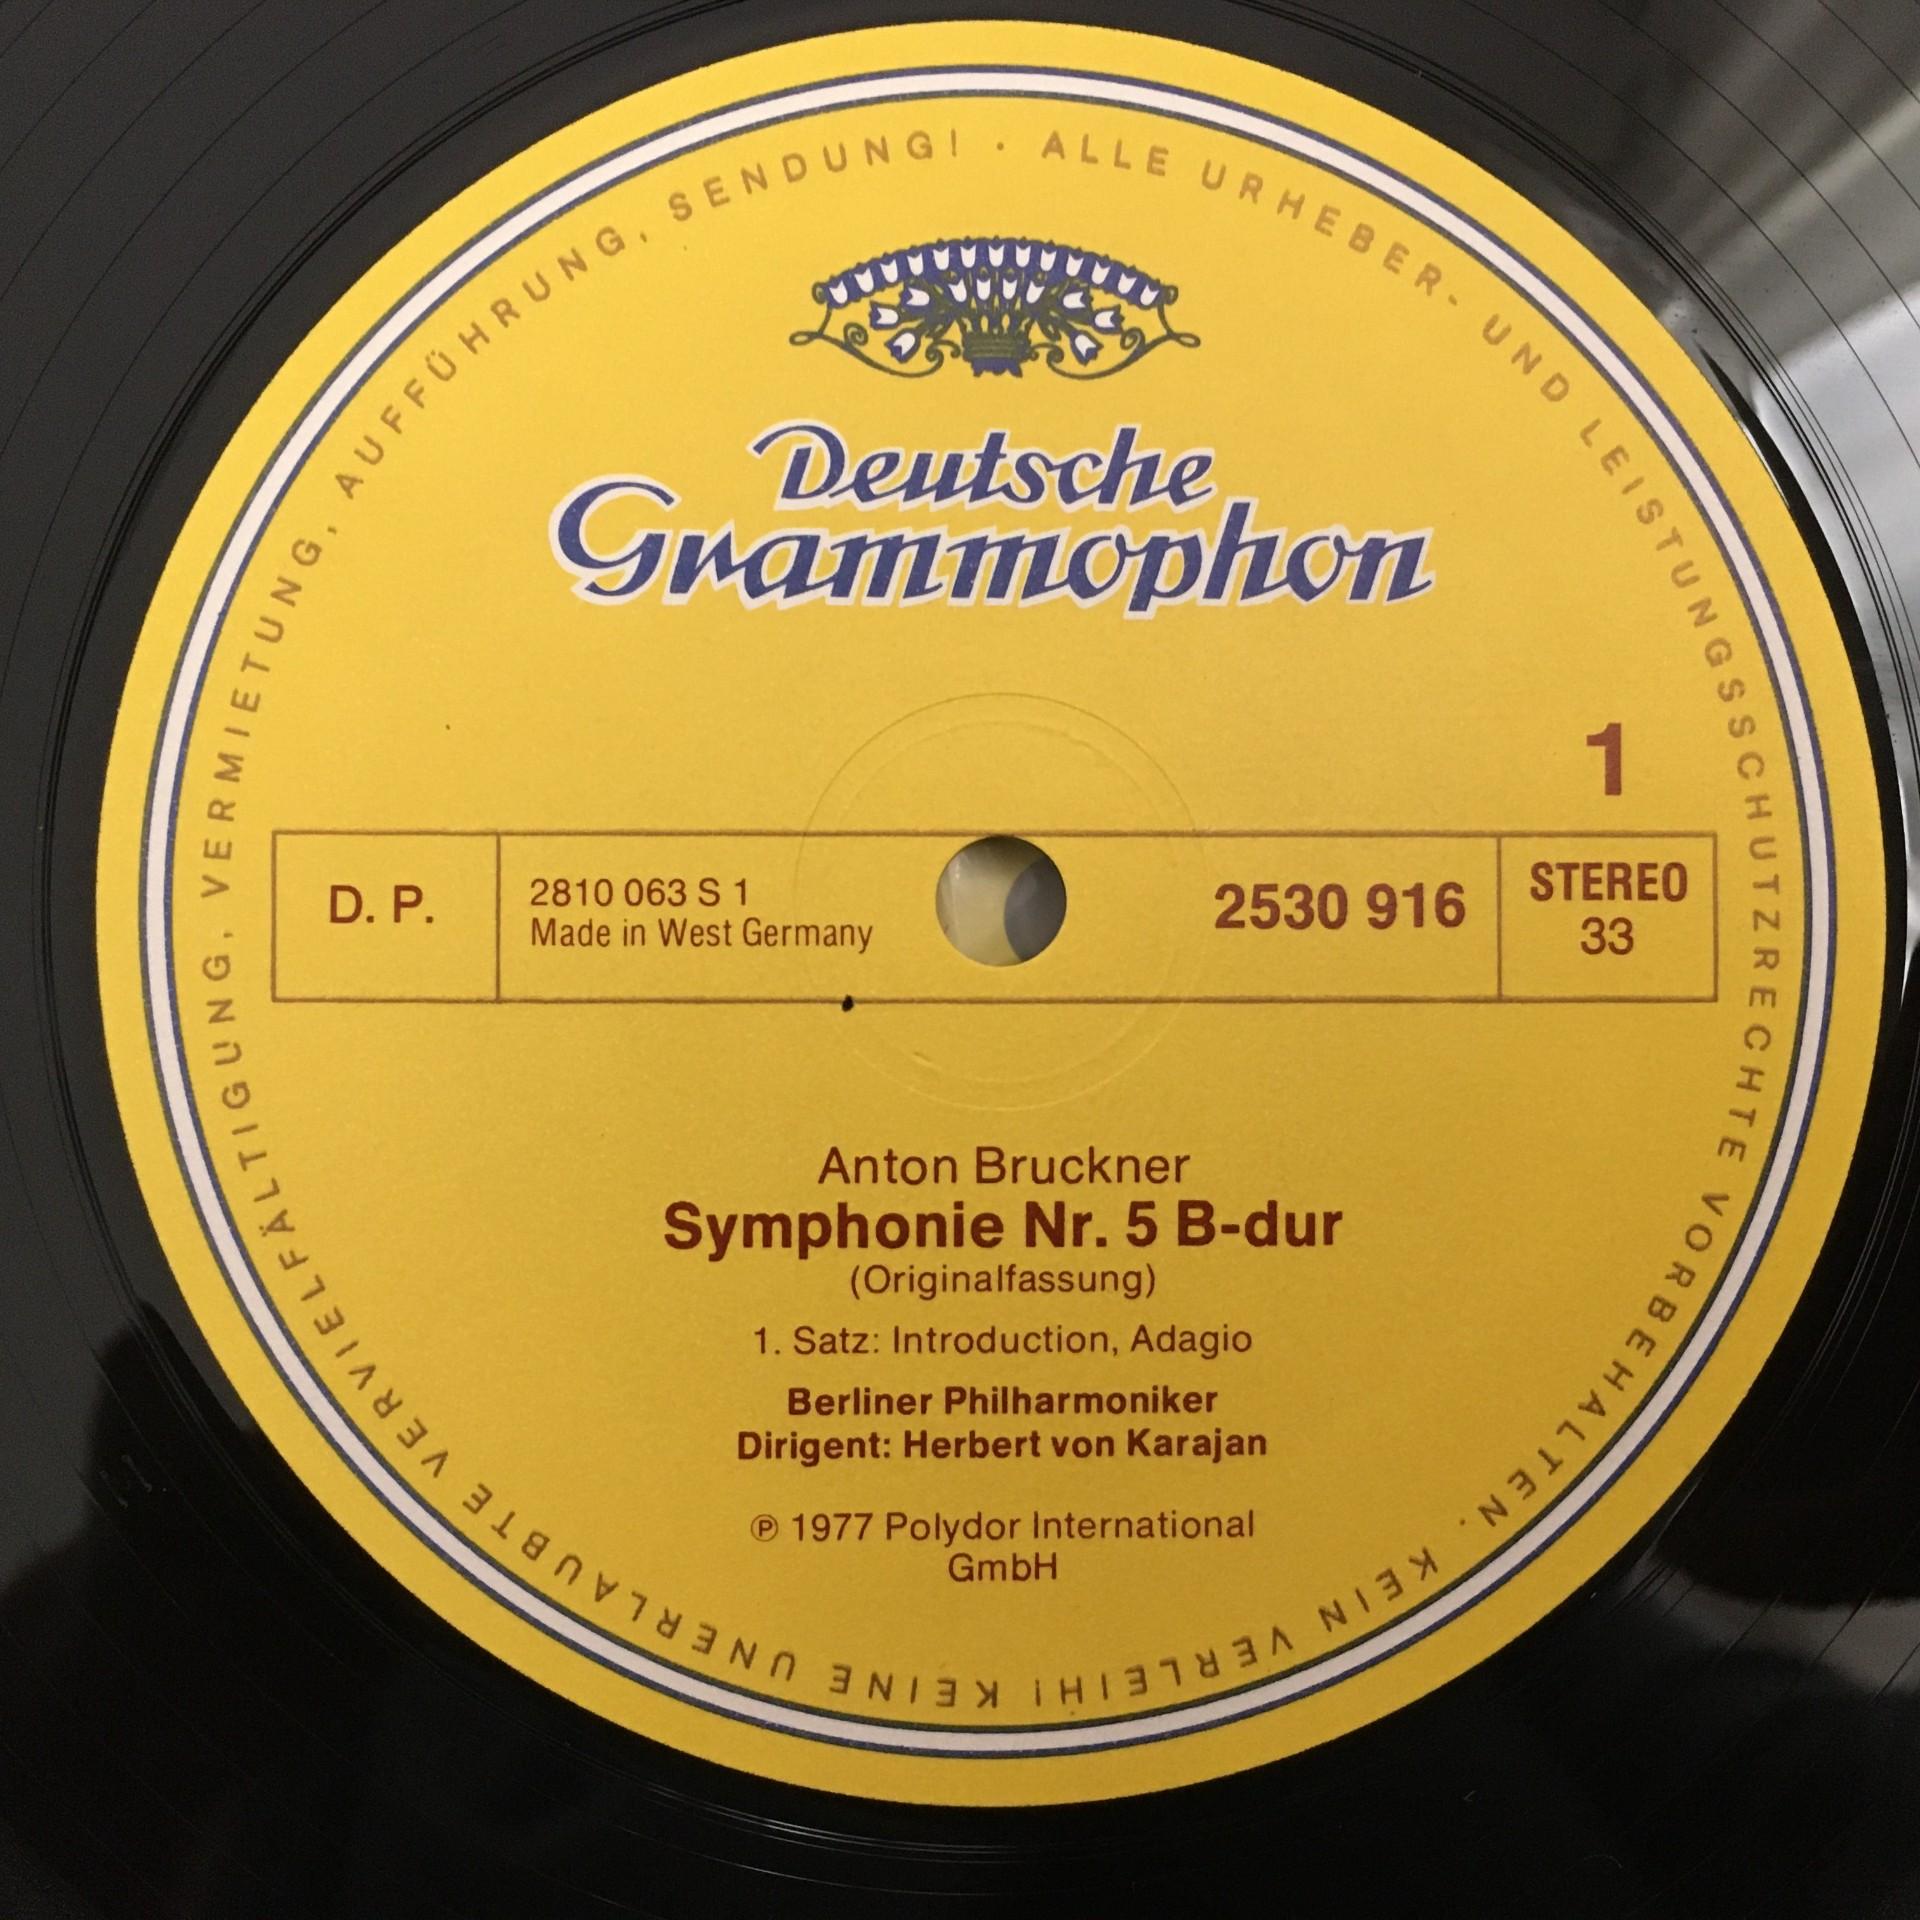 ALLE URHEBER- UND LEISTUNGSSCHUTZRECHTE VORBEHALTEN. KEIN VERLEIH! KEINE UNERLAUBTE VERVIELFÄLTIGUNG, VERMIETUNG, AUFFÜHRUNG, SENDUNG! ·
Deutsche
Grammophon
1
D. P.
2810 063 S 1
Made in West Germany
2530 916
STEREO
33
Anton Bruckner
Symphonie Nr. 5 B-dur
(Originalfassung)
1. Satz: Introduction, Adagio
Berliner Philharmoniker
Dirigent: Herbert von Karajan
℗ 1977 Polydor International
GmbH